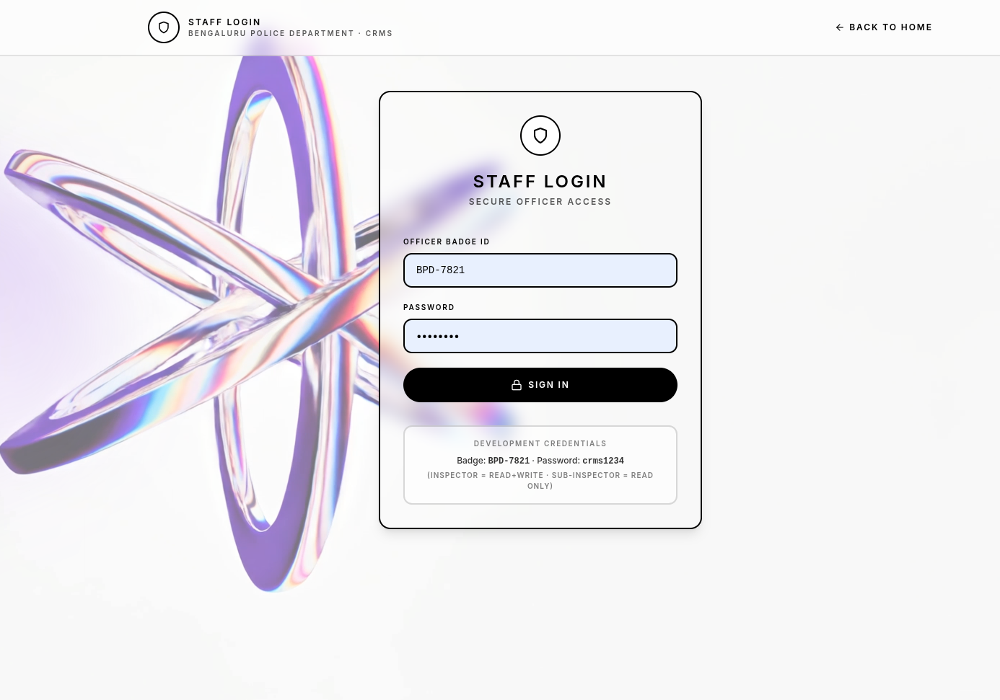 STAFF LOGIN
BENGALURU POLICE DEPARTMENT · CRMS
← BACK TO HOME
STAFF LOGIN
SECURE OFFICER ACCESS
OFFICER BADGE ID
BPD-7821
PASSWORD
••••••••
SIGN IN
DEVELOPMENT CREDENTIALS
Badge: BPD-7821 · Password: crms1234
(INSPECTOR = READ+WRITE · SUB-INSPECTOR = READ
ONLY)